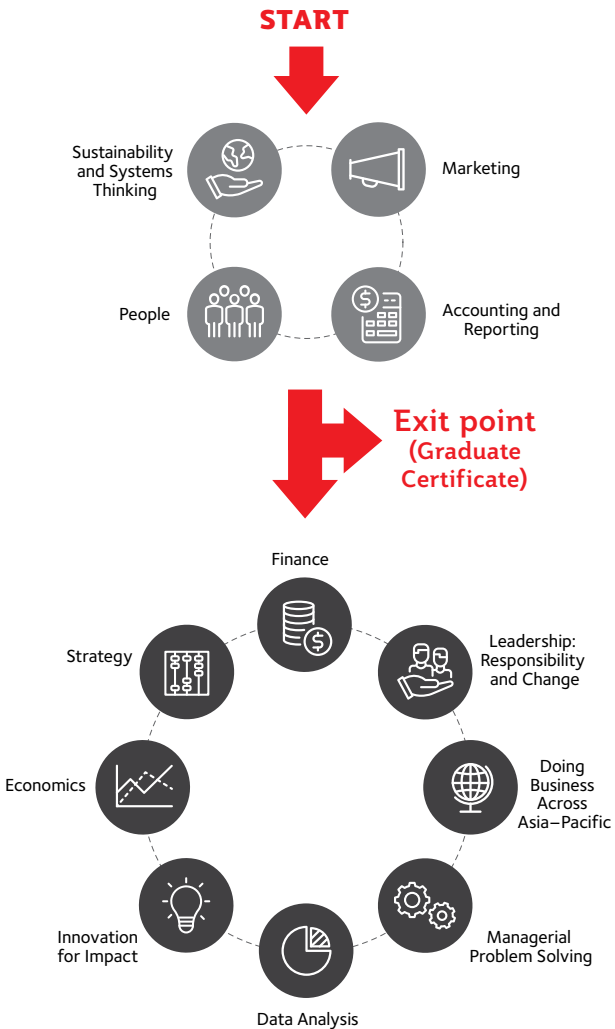 START
Sustainability
and Systems
Thinking
Marketing
People
Accounting and
Reporting
Exit point
(Graduate
Certificate)
Finance
Strategy
Leadership:
Responsibility
and Change
Economics
Doing
Business
Across
Asia–Pacific
Innovation
for Impact
Managerial
Problem Solving
Data Analysis